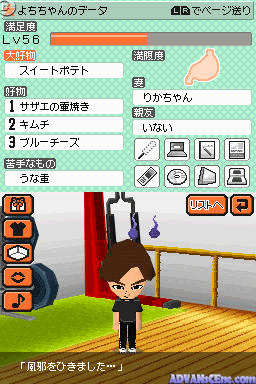 よちちゃんのデータ
LRでページ送り
満足度
Lv56
大好物
満腹度
スイートポテト
好物
妻
1 サザエの壷焼き
りかちゃん
親友
2 キムチ
いない
3 ブルーチーズ
苦手なもの
うな重
リストへ
「風邪をひきました…」
ADVANsCEne.com